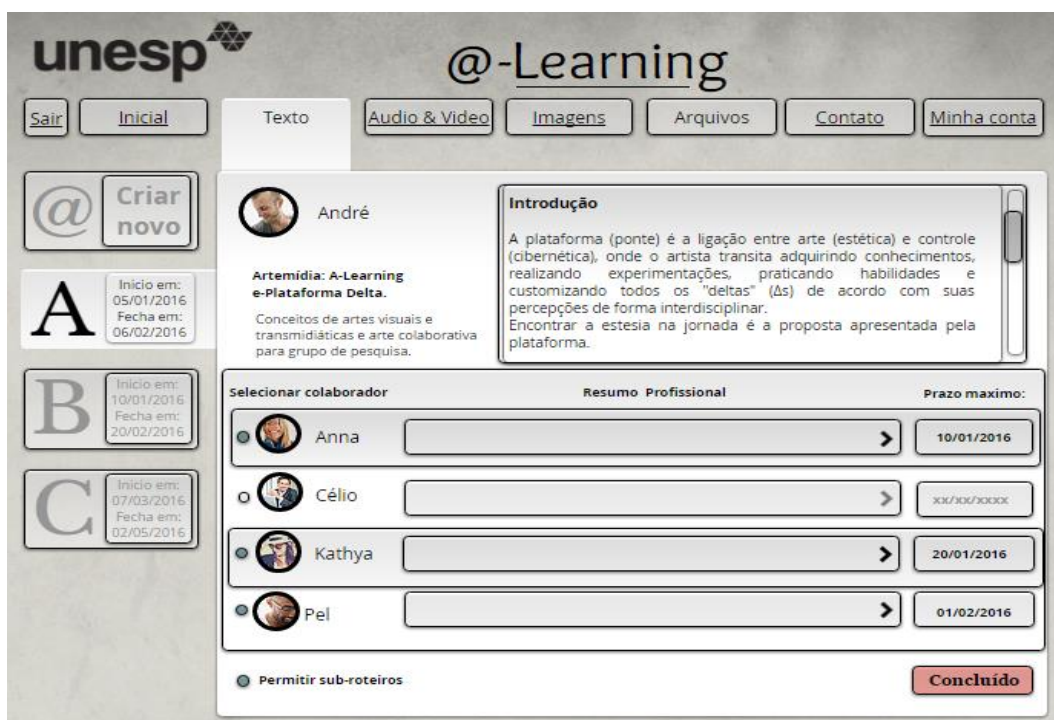 unesp
@-Learning
Sair
Inicial
Texto
Audio & Video
Imagens
Arquivos
Contato
Minha conta
@
Criar
novo
A
Inicio em:
05/01/2016
Fecha em:
06/02/2016
B
Inicio em:
10/01/2016
Fecha em:
20/02/2016
C
Inicio em:
07/03/2016
Fecha em:
02/05/2016
André
Artemídia: A-Learning
e-Plataforma Delta.
Conceitos de artes visuais e
transmidiáticas e arte colaborativa
para grupo de pesquisa.
Introdução
A plataforma (ponte) é a ligação entre arte (estética) e controle
(cibernética), onde o artista transita adquirindo conhecimentos,
realizando experimentações, praticando habilidades e
customizando todos os "deltas" (Δs) de acordo com suas
percepções de forma interdisciplinar.
Encontrar a estesia na jornada é a proposta apresentada pela
plataforma.
Selecionar colaborador
Resumo Profissional
Prazo maximo:
Anna
10/01/2016
Célio
xx/xx/xxxx
Kathya
20/01/2016
Pel
01/02/2016
Permitir sub-roteiros
Concluído